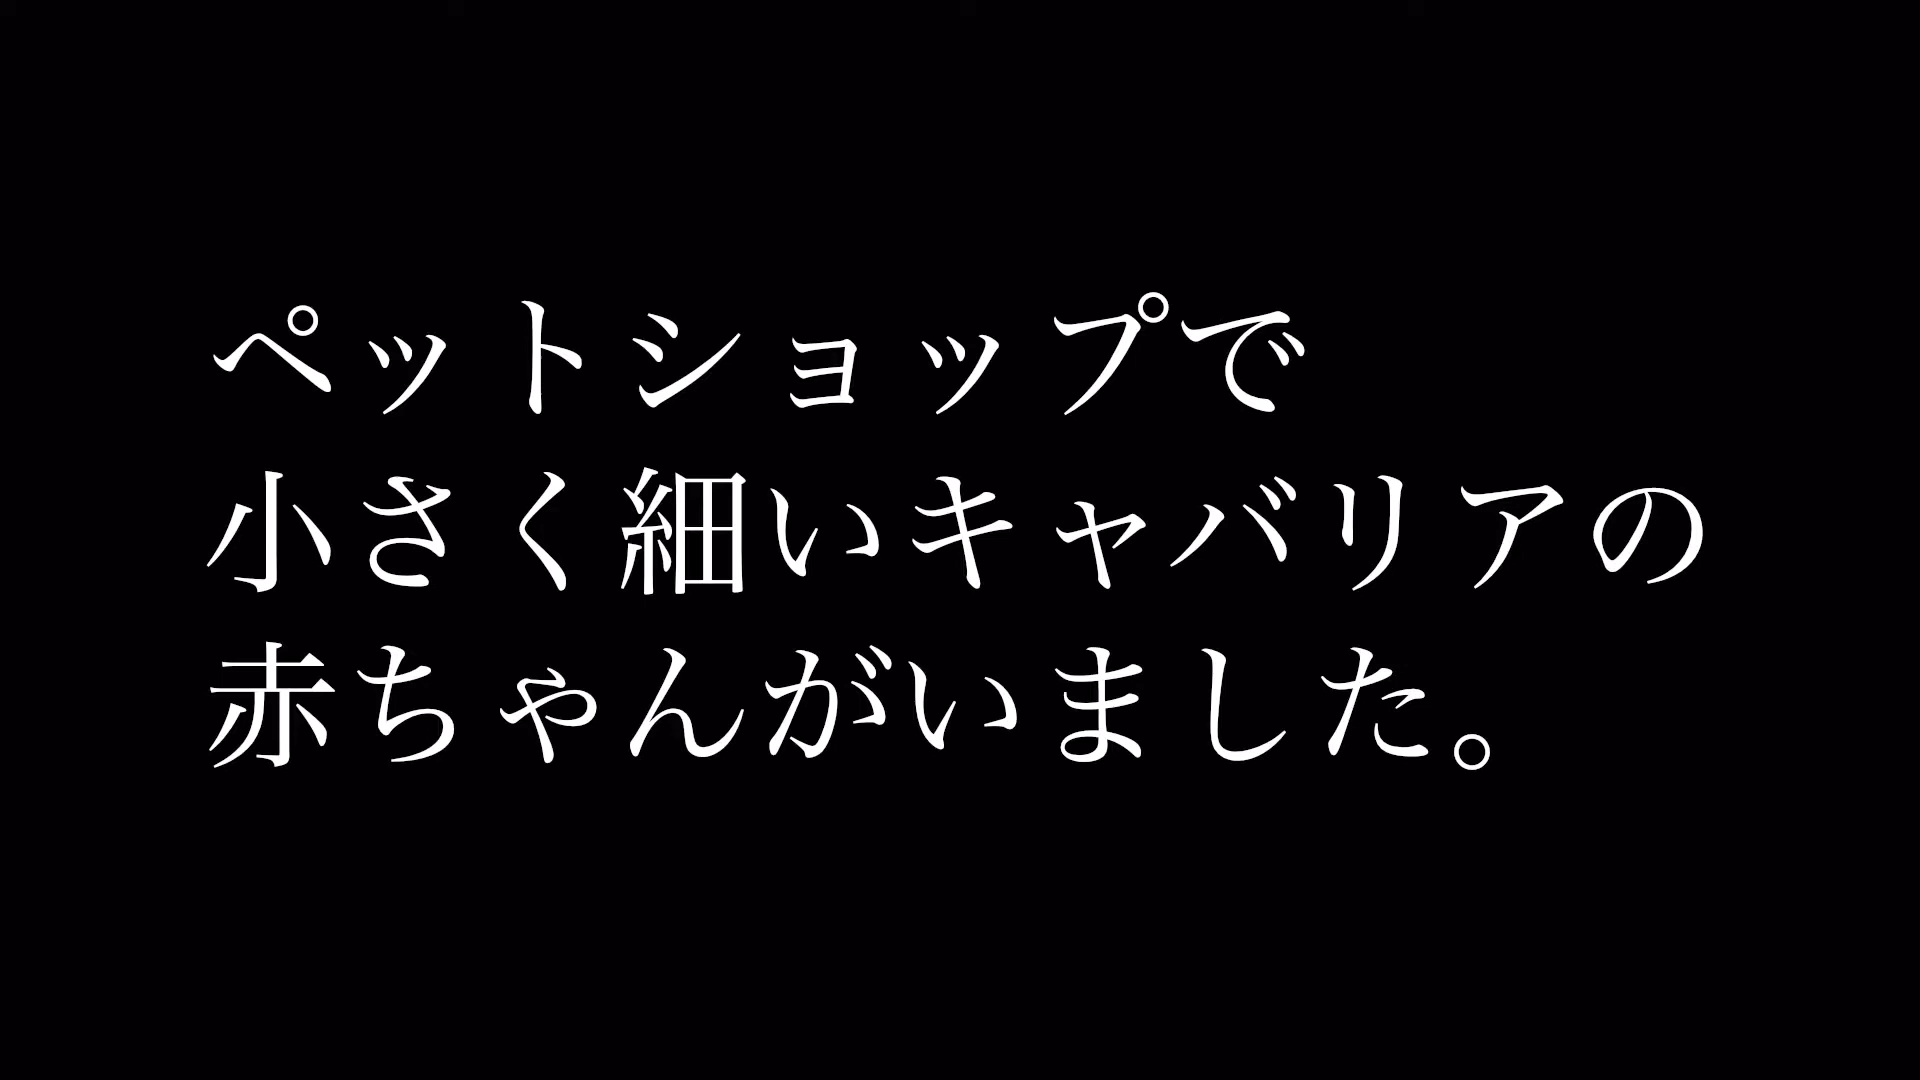 ペットショップで
小さく細いキャバリアの
赤ちゃんがいました。